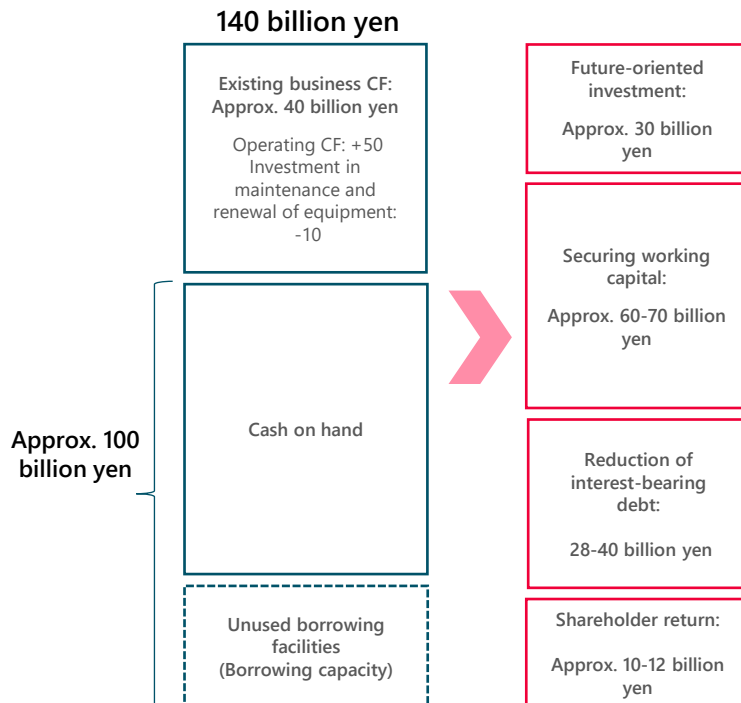 140 billion yen
Existing business CF:
Approx. 40 billion yen
Operating CF: +50
Investment in
maintenance and
renewal of equipment:
-10
Approx. 100
billion yen
Cash on hand
Unused borrowing
facilities
(Borrowing capacity)
Future-oriented
investment:
Approx. 30 billion
yen
Securing working
capital:
Approx. 60-70 billion
yen
Reduction of
interest-bearing
debt:
28-40 billion yen
Shareholder return:
Approx. 10-12 billion
yen